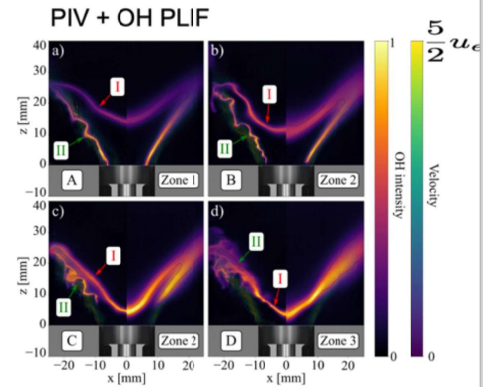 PIV + OH PLIF
a)
I
II
A
Zone 1
b)
I
II
B
Zone 2
c)
I
II
C
Zone 2
d)
II
I
D
Zone 3
z [mm]
40
30
20
10
0
−10
z [mm]
40
30
20
10
0
−10
−20 −10 0 10 20
x [mm]
−20 −10 0 10 20
x [mm]
1
OH intensity
0
5/2 u_e
Velocity
0